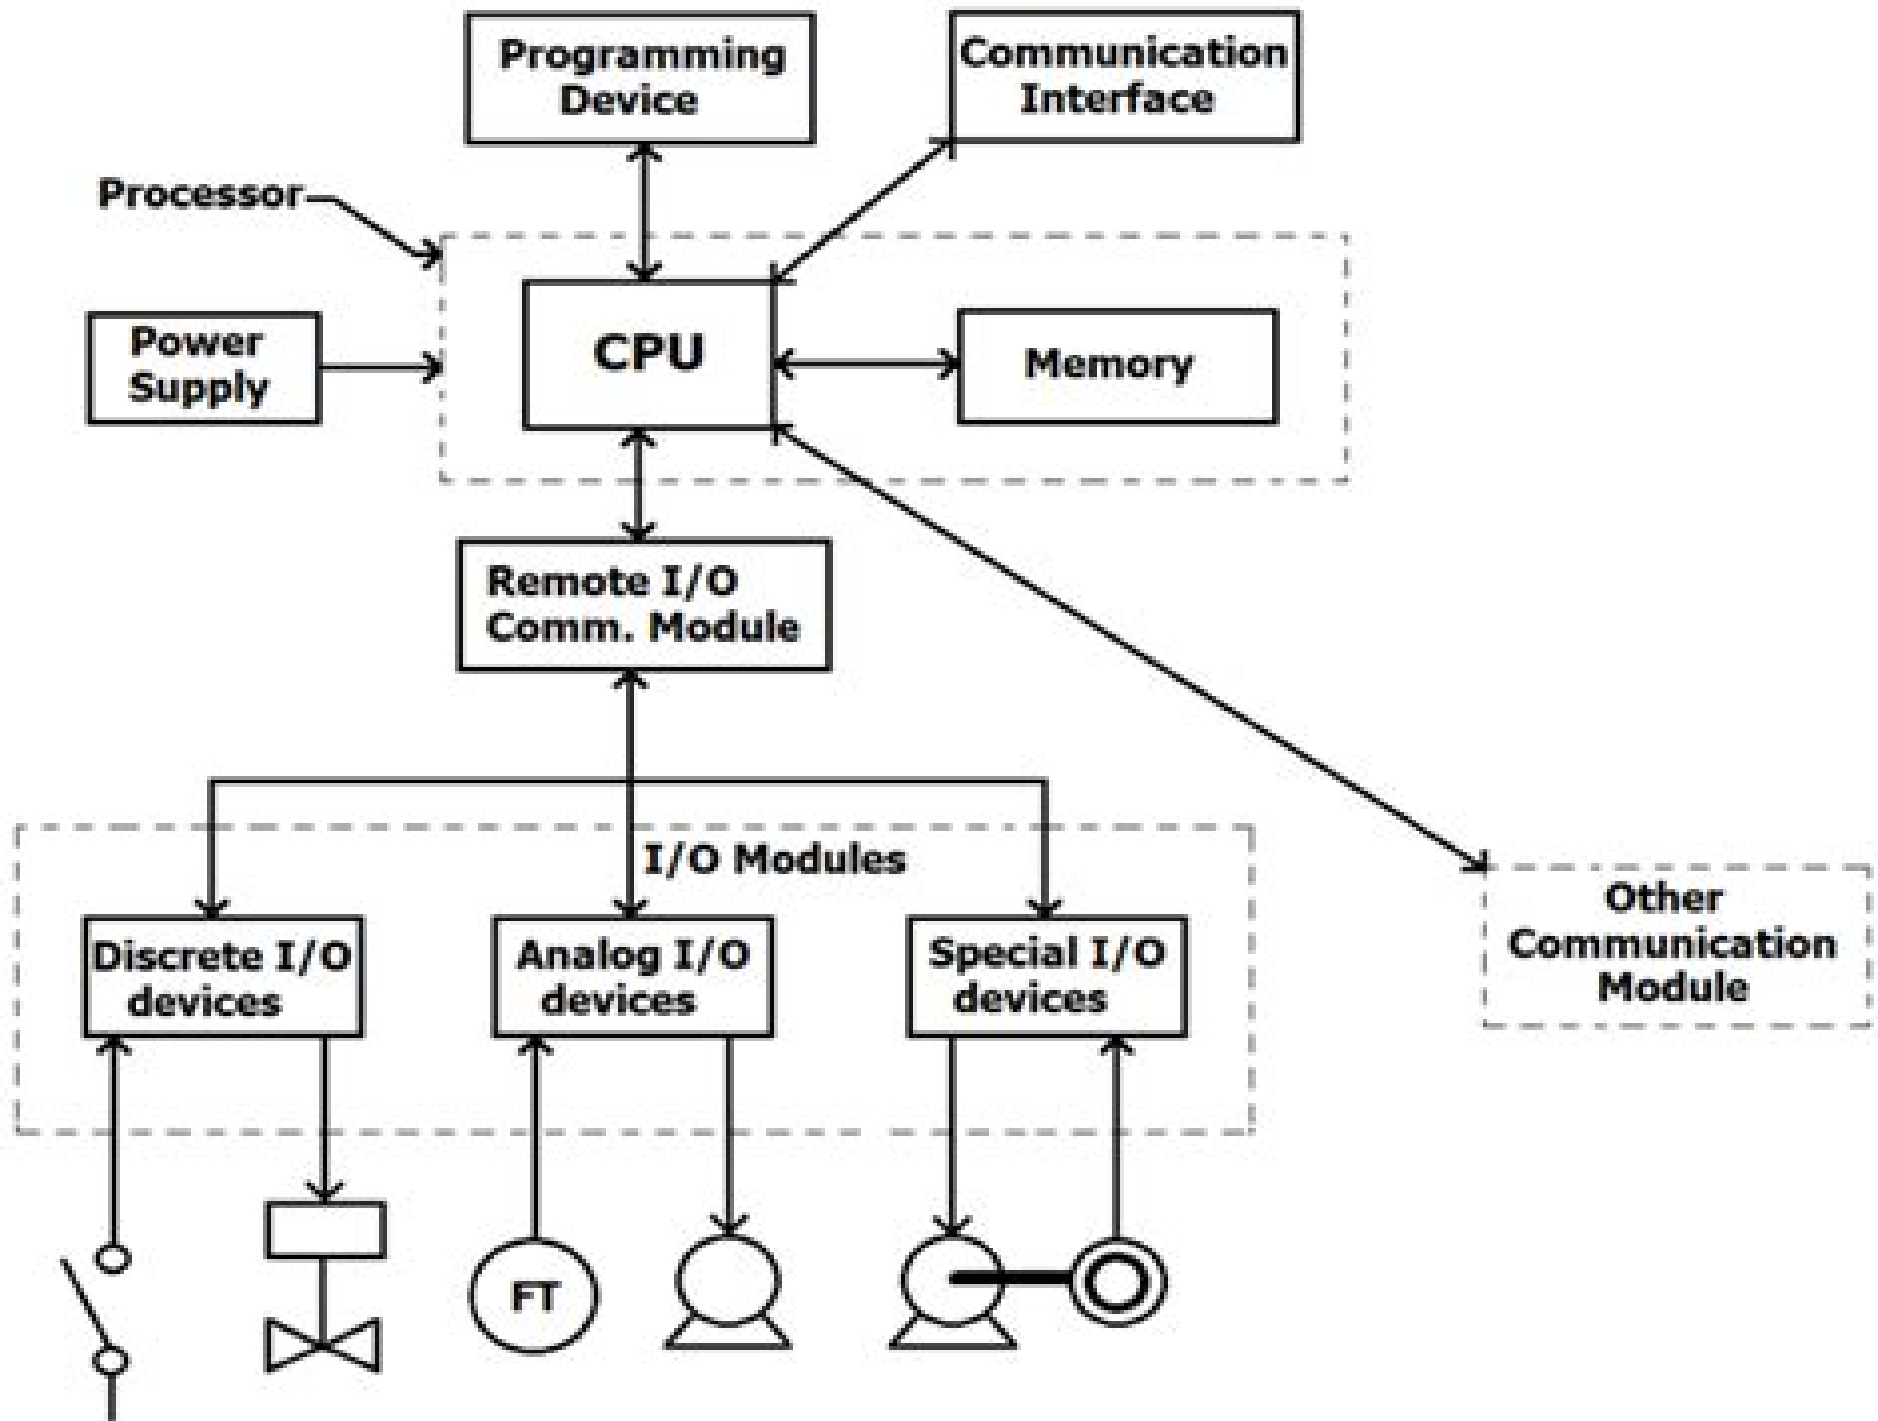 Programming
Device
Communication
Interface
Processor
Power
Supply
CPU
Memory
Remote I/O
Comm. Module
I/O Modules
Discrete I/O
devices
Analog I/O
devices
Special I/O
devices
Other
Communication
Module
FT